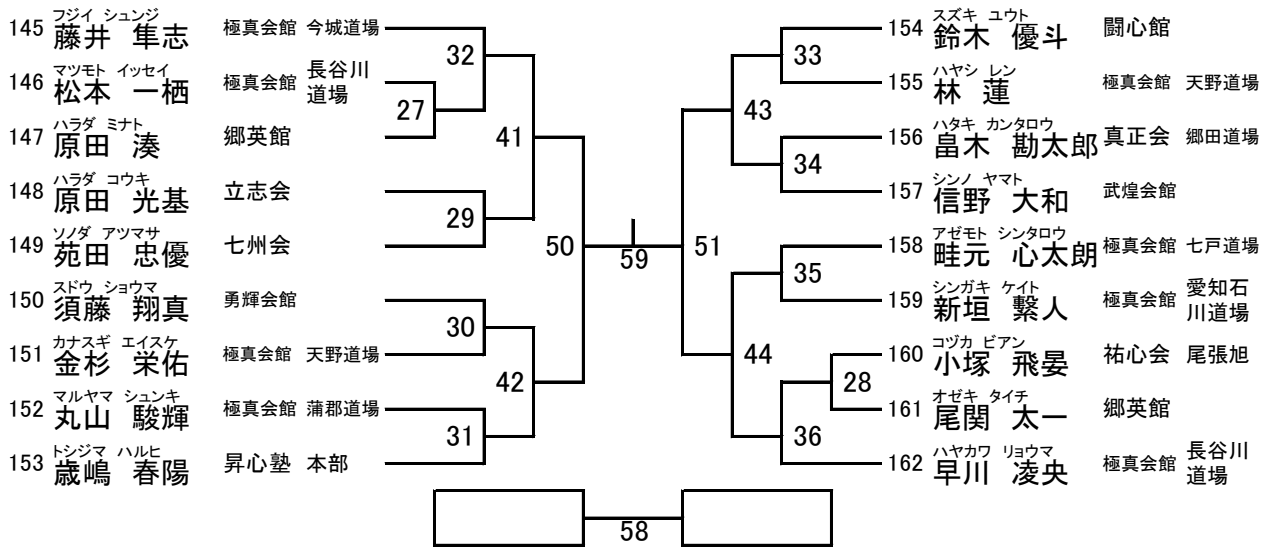 フジイ シュンジ
145 藤井 隼志 極真会館 今城道場
マツモト イッセイ
146 松本 一栖 極真会館 長谷川
道場
ハラダ ミナト
147 原田 湊 郷英館
ハラダ コウキ
148 原田 光基 立志会
ソノダ アツマサ
149 苑田 忠優 七州会
スドウ ショウマ
150 須藤 翔真 勇輝会館
カナスギ エイスケ
151 金杉 栄佑 極真会館 天野道場
マルヤマ シュンキ
152 丸山 駿輝 極真会館 蒲郡道場
トシジマ ハルヒ
153 歳嶋 春陽 昇心塾 本部
32
27
41
29
50
30
42
31
59
58
スズキ ユウト
154 鈴木 優斗 闘心館
ハヤシ レン
155 林 蓮 極真会館 天野道場
ハタキ カンタロウ
156 畠木 勘太郎 真正会 郷田道場
シンノ ヤマト
157 信野 大和 武煌会館
アゼモト シンタロウ
158 畦元 心太朗 極真会館 七戸道場
シンガキ ケイト
159 新垣 繋人 極真会館 愛知石
川道場
コヅカ ビアン
160 小塚 飛晏 祐心会 尾張旭
オゼキ タイチ
161 尾関 太一 郷英館
ハヤカワ リョウマ
162 早川 凌央 極真会館 長谷川
道場
33
43
34
51
35
44
28
36